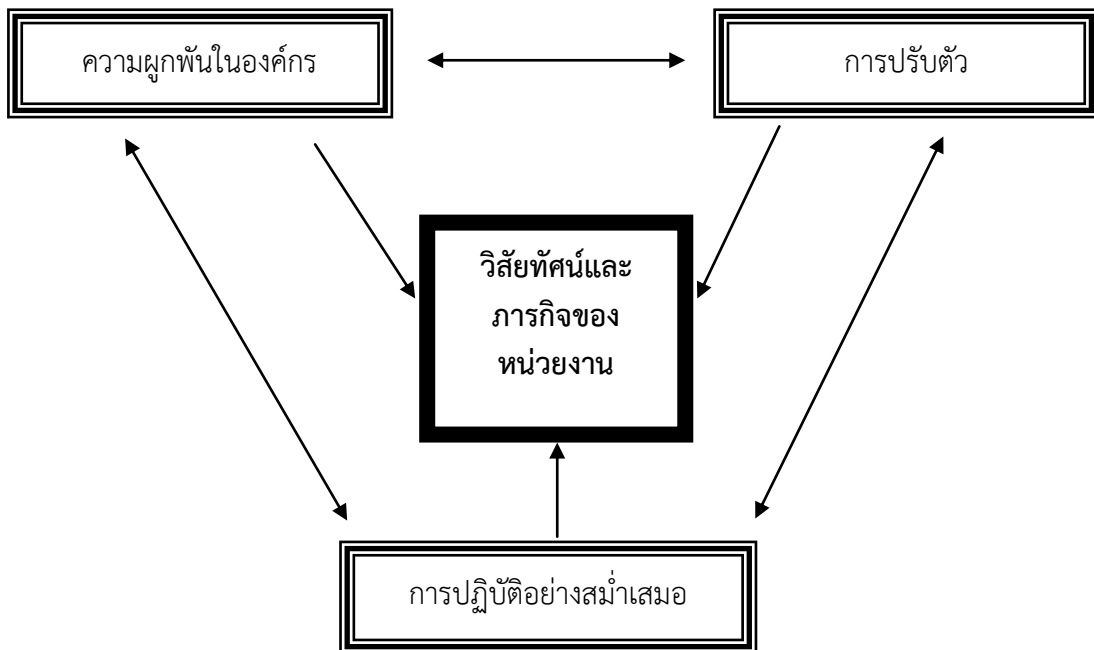 ความผูกพันในองค์กร
การปรับตัว
วิสัยทัศน์และ
ภารกิจของ
หน่วยงาน
การปฏิบัติอย่างสม่ำเสมอ